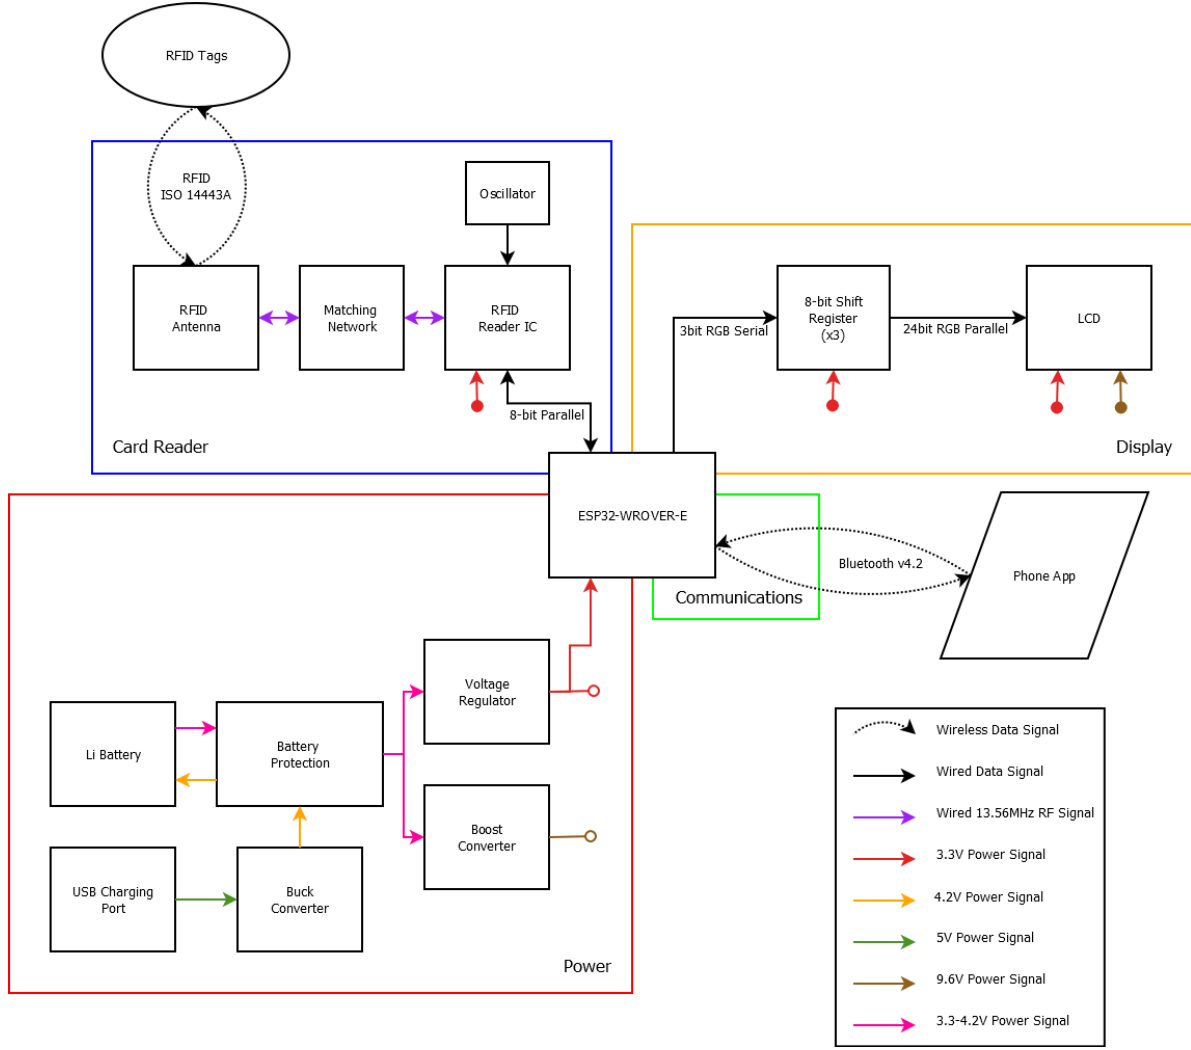 RFID Tags
RFID
ISO 14443A
Oscillator
RFID
Antenna
Matching
Network
RFID
Reader IC
8-bit Parallel
Card Reader
3bit RGB Serial
8-bit Shift
Register
(x3)
24bit RGB Parallel
LCD
Display
ESP32-WROVER-E
Bluetooth v4.2
Phone App
Communications
Voltage
Regulator
Li Battery
Battery
Protection
Boost
Converter
USB Charging
Port
Buck
Converter
Power
Wireless Data Signal
Wired Data Signal
Wired 13.56MHz RF Signal
3.3V Power Signal
4.2V Power Signal
5V Power Signal
9.6V Power Signal
3.3-4.2V Power Signal